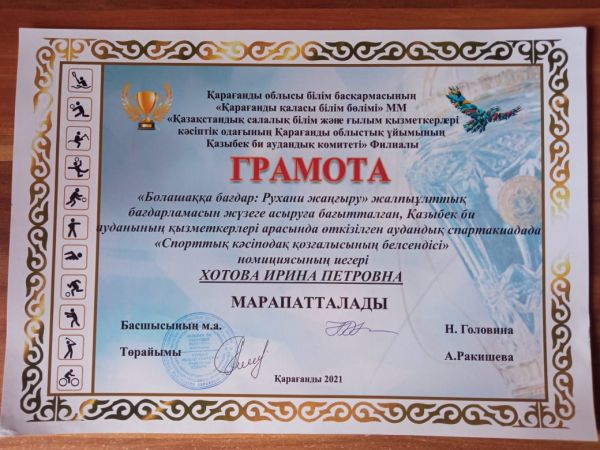 Қарағанды облысы білім басқармасының
«Қарағанды қаласы білім бөлімі» ММ
«Қазақстандық салалық білім және ғылым қызметкерлері
кәсіптік одағының Қарағанды облыстық ұйымының
Қазыбек би аудандық комитеті» Филиалы
ГРАМОТА
«Болашаққа бағдар: Рухани жаңғыру» жалпыұлттық
бағдарламасын жүзеге асыруға бағытталған, Қазыбек би
ауданының қызметкерлері арасында өткізілген аудандық спартакиадада
«Спорттық кәсіподақ қозғалысының белсендісі»
номициясының иегері
ХОТОВА ИРИНА ПЕТРОВНА
МАРАПАТТАЛАДЫ
Басшысының м.а.
Н. Головина
Төрайымы
А.Ракишева
Қарағанды 2021